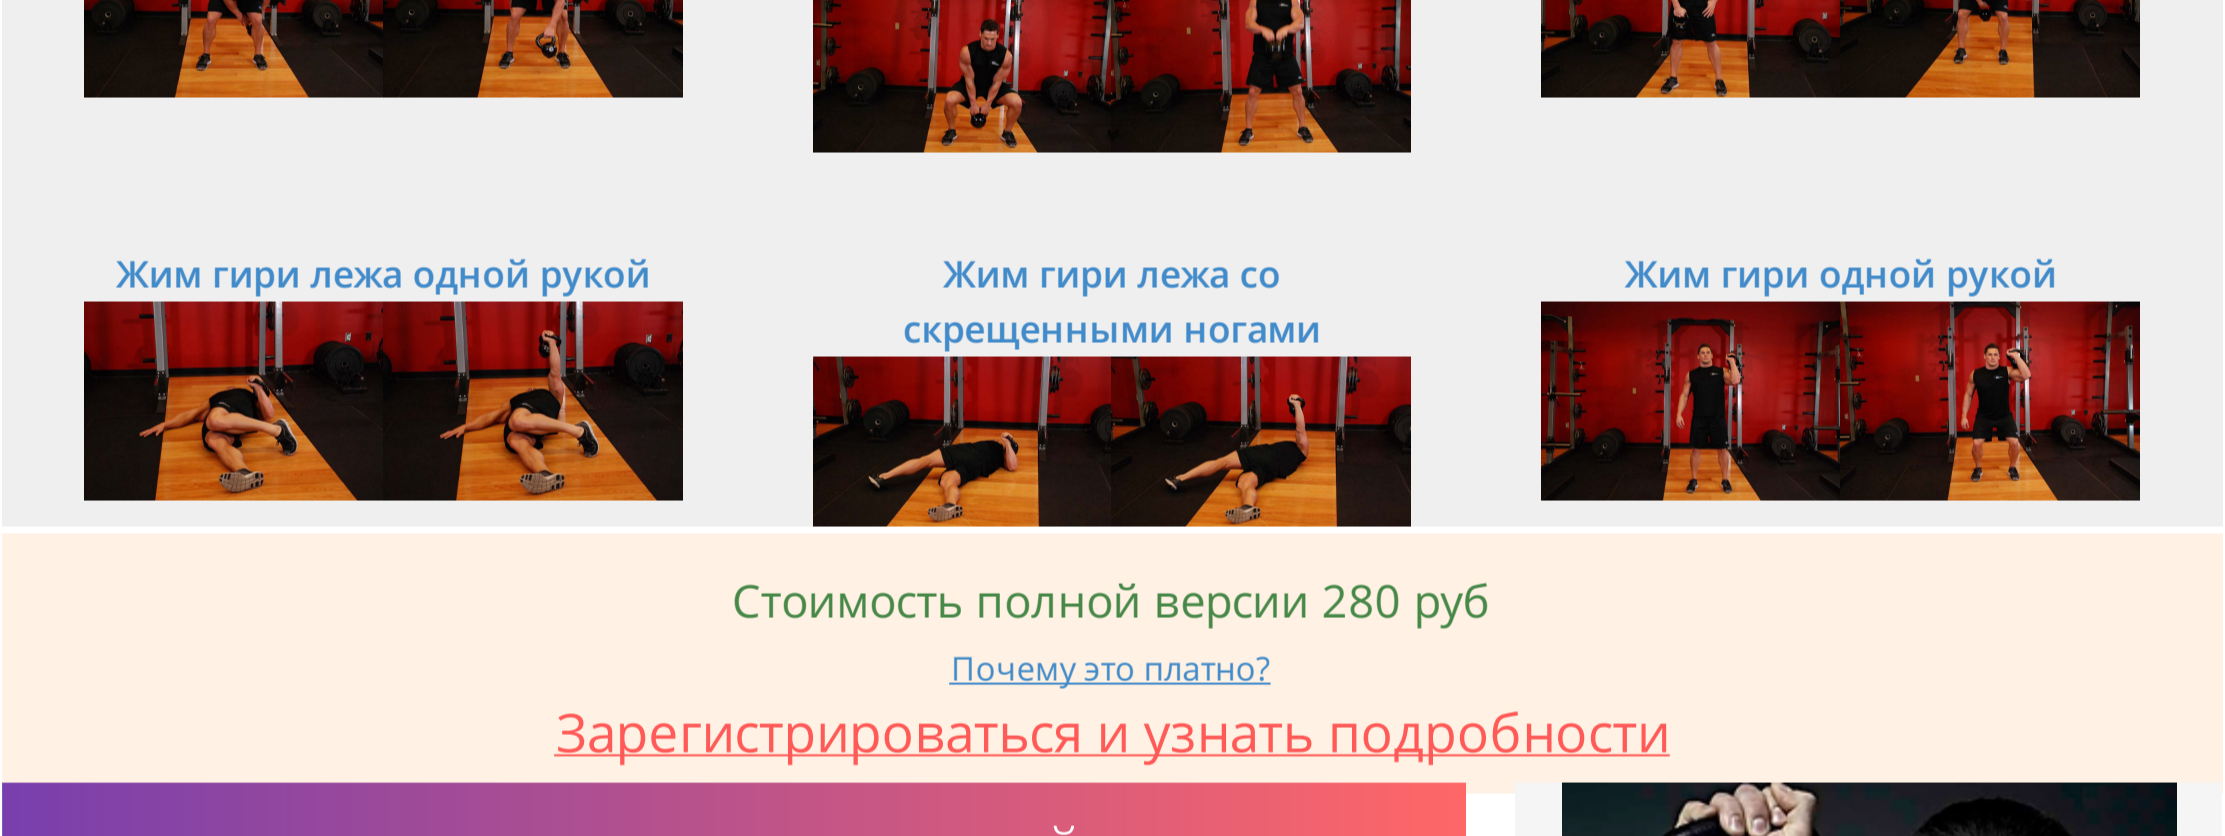 Жим гири лежа одной рукой
Жим гири лежа со
скрещенными ногами
Жим гири одной рукой
Стоимость полной версии 280 руб
Почему это платно?
Зарегистрироваться и узнать подробности